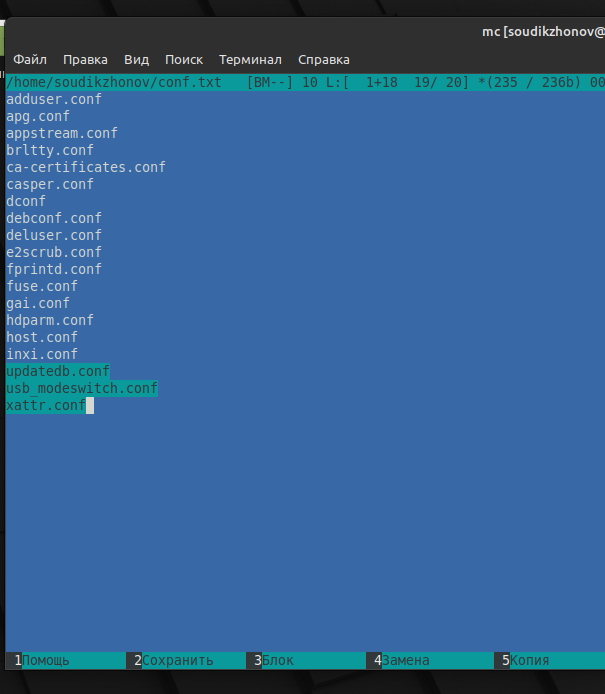 mc [soudikzhonov@
Файл Правка Вид Поиск Терминал Справка
/home/soudikzhonov/conf.txt [BM--] 10 L:[ 1+18 19/ 20] *(235 / 236b) 00
adduser.conf
apg.conf
appstream.conf
brltty.conf
ca-certificates.conf
casper.conf
dconf
debconf.conf
deluser.conf
e2scrub.conf
fprintd.conf
fuse.conf
gai.conf
hdparm.conf
host.conf
inxi.conf
updatedb.conf
usb_modeswitch.conf
xattr.conf
1Помощь 2Сохранить 3Блок 4Замена 5Копия